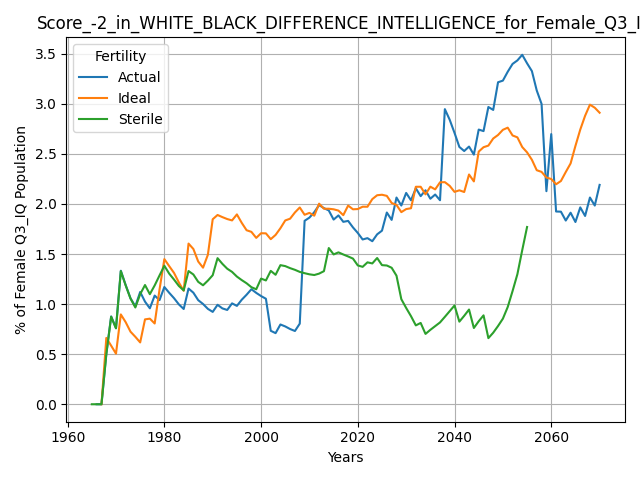 Score_-2_in_WHITE_BLACK_DIFFERENCE_INTELLIGENCE_for_Female_Q3_I
Fertility
Actual
Ideal
Sterile
% of Female Q3_IQ Population
3.5
3.0
2.5
2.0
1.5
1.0
0.5
0.0
1960 1980 2000 2020 2040 2060
Years